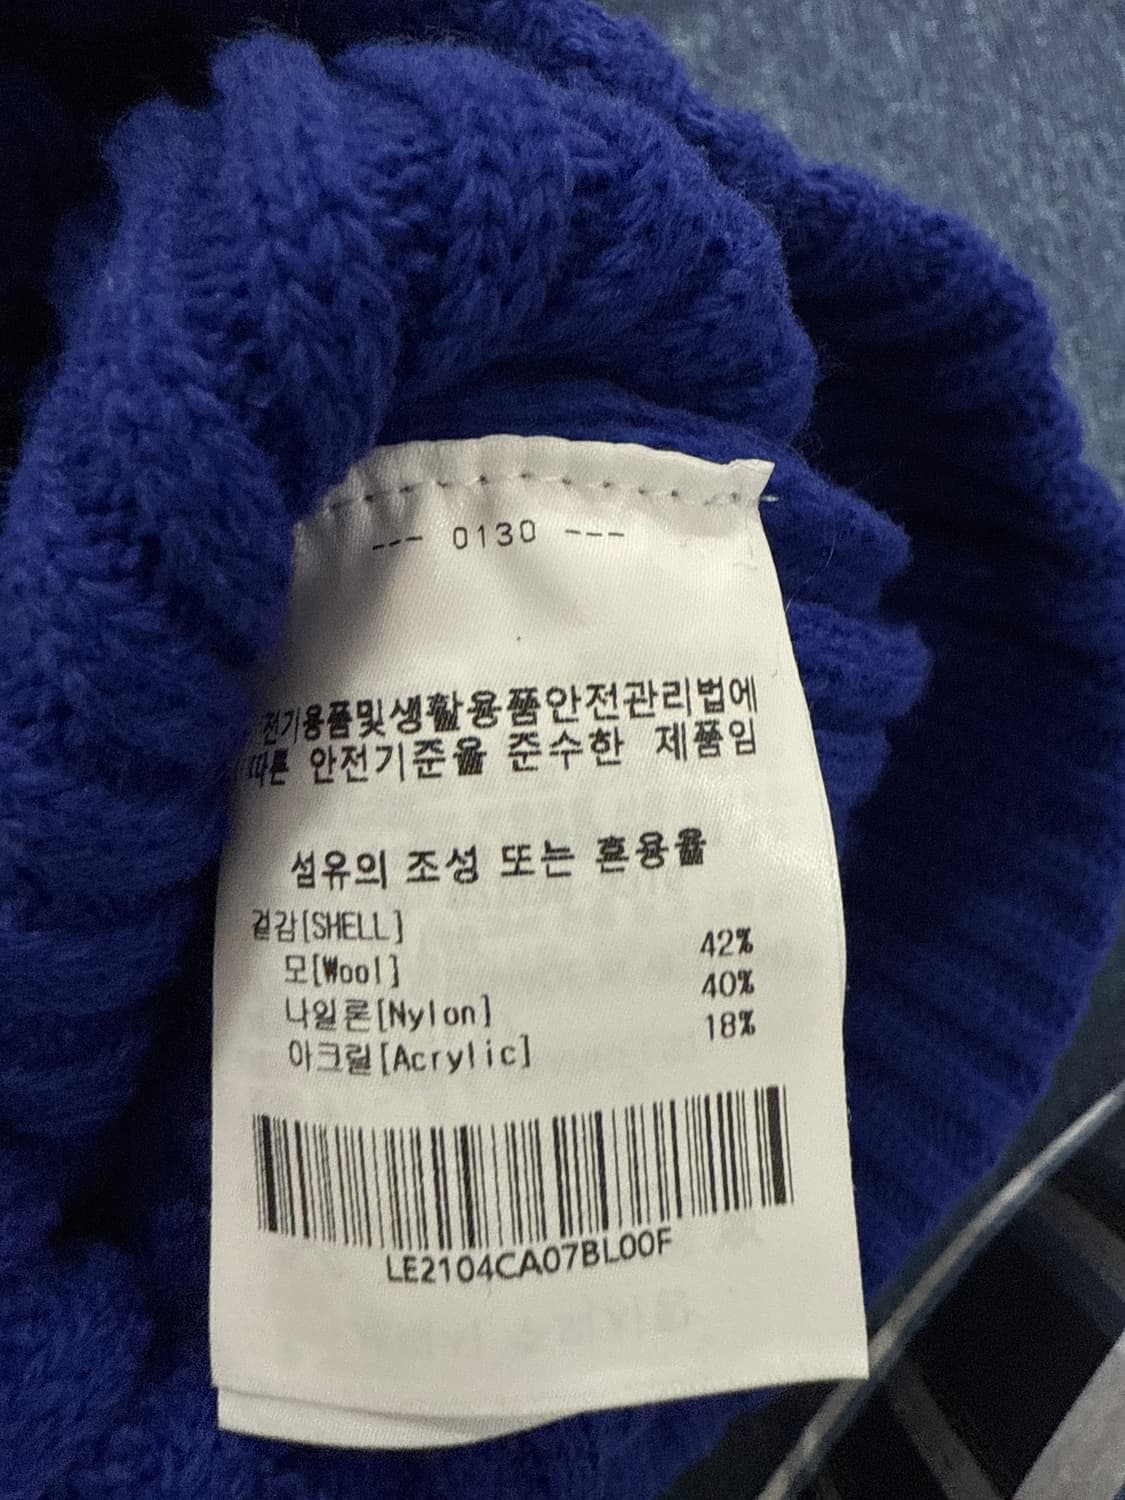 --- 0130 ---
전기용품및생활용품안전관리법에
따른 안전기준을 준수한 제품임
섬유의 조성 또는 혼용율
겉감[SHELL]
모[Wool] 42%
나일론[Nylon] 40%
아크릴[Acrylic] 18%
LE2104CA07BL00F